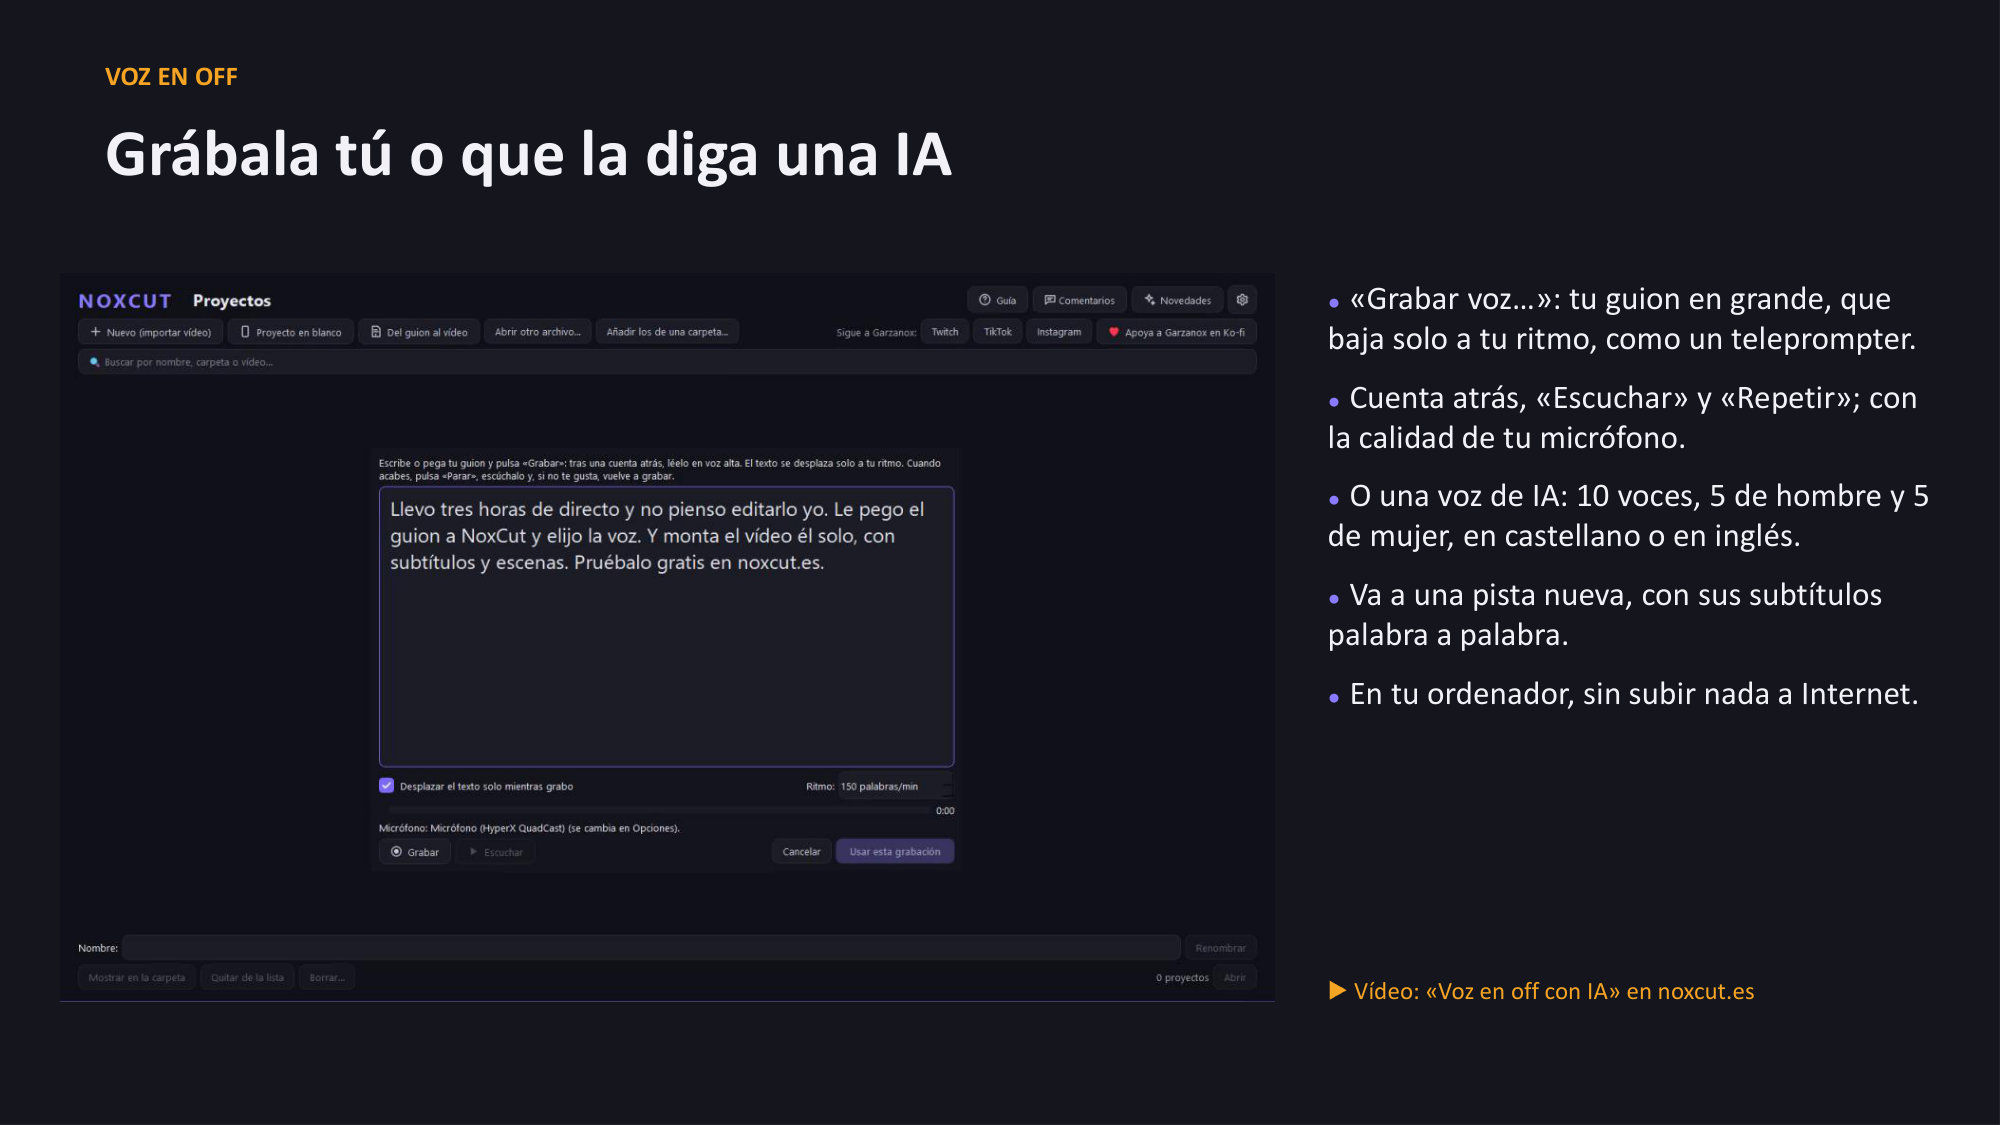 VOZ EN OFF
Grábala tú o que la diga una IA
NOXCUT Proyectos
Guía Comentarios Novedades
Nuevo (importar vídeo) Proyecto en blanco Del guion al vídeo Abrir otro archivo... Añadir los de una carpeta... Sigue a Garzanox: Twitch TikTok Instagram Apoya a Garzanox en Ko-fi
Buscar por nombre, carpeta o vídeo...
Escribe o pega tu guion y pulsa «Grabar»: tras una cuenta atrás, léelo en voz alta. El texto se desplaza solo a tu ritmo. Cuando
acabes, pulsa «Parar», escúchalo y, si no te gusta, vuelve a grabar.
Llevo tres horas de directo y no pienso editarlo yo. Le pego el
guion a NoxCut y elijo la voz. Y monta el vídeo él solo, con
subtítulos y escenas. Pruébalo gratis en noxcut.es.
Desplazar el texto solo mientras grabo Ritmo: 150 palabras/min
0:00
Micrófono: Micrófono (HyperX QuadCast) (se cambia en Opciones).
Grabar Escuchar Cancelar Usar esta grabación
Nombre: Renombrar
Mostrar en la carpeta Quitar de la lista Borrar... 0 proyectos Abrir
• «Grabar voz...»: tu guion en grande, que
baja solo a tu ritmo, como un teleprompter.
• Cuenta atrás, «Escuchar» y «Repetir»; con
la calidad de tu micrófono.
• O una voz de IA: 10 voces, 5 de hombre y 5
de mujer, en castellano o en inglés.
• Va a una pista nueva, con sus subtítulos
palabra a palabra.
• En tu ordenador, sin subir nada a Internet.
▶ Vídeo: «Voz en off con IA» en noxcut.es